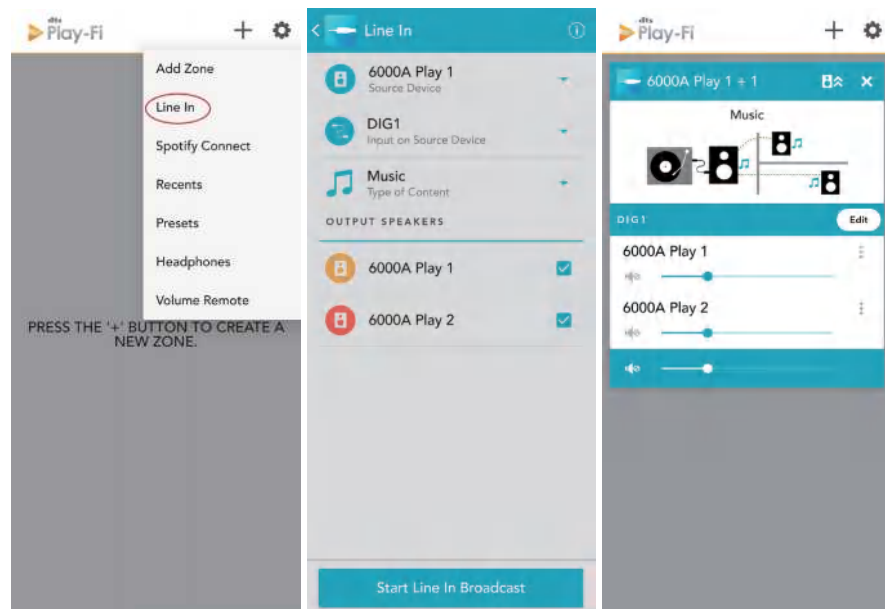 dts
Play-Fi
Add Zone
Line In
Spotify Connect
Recents
Presets
Headphones
Volume Remote
PRESS THE '+' BUTTON TO CREATE A
NEW ZONE.
Line In
6000A Play 1
Source Device
DIG1
Input on Source Device
Music
Type of Content
OUTPUT SPEAKERS
6000A Play 1
6000A Play 2
Start Line In Broadcast
dts
Play-Fi
6000A Play 1 + 1
Music
DIG1
Edit
6000A Play 1
6000A Play 2